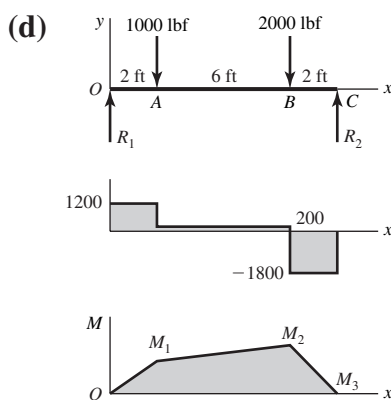 (d)
y
1000 lbf
2000 lbf
2 ft
6 ft
2 ft
O
A
B
C
x
R₁
R₂
1200
200
x
−1800
M
M₁
M₂
M₃
O
x